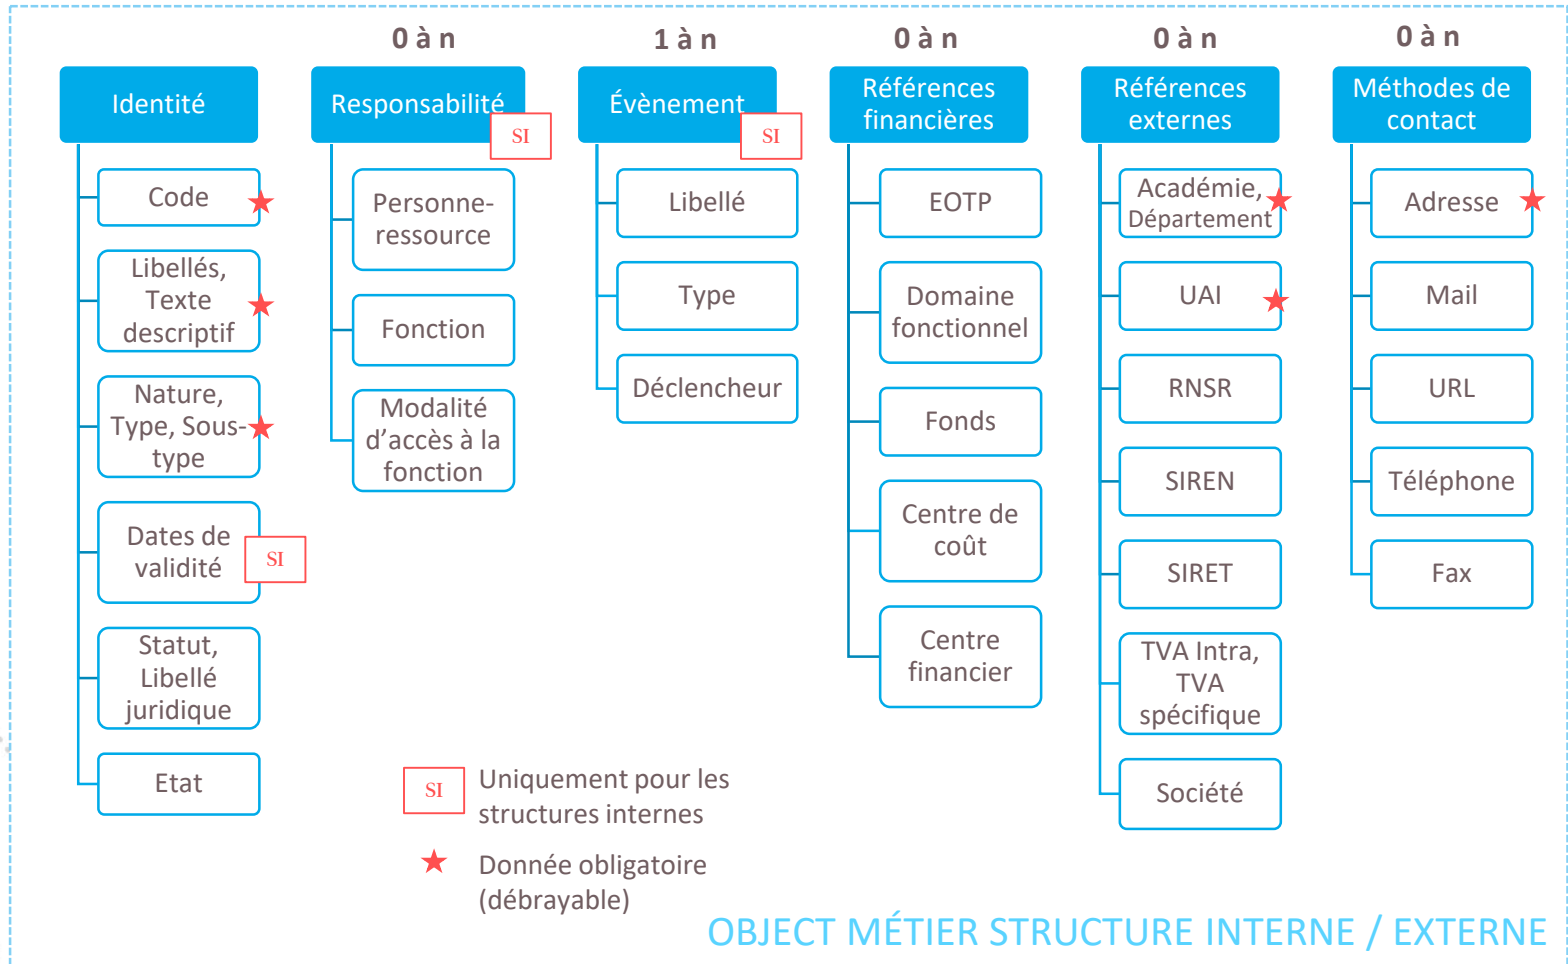 0 à n
1 à n
0 à n
0 à n
0 à n
Identité
Code
Libellés,
Texte
descriptif
Nature,
Type, Sous-
type
Dates de
validité
SI
Statut,
Libellé
juridique
Etat
Responsabilité
SI
Personne-
ressource
Fonction
Modalité
d'accès à la
fonction
Évènement
SI
Libellé
Type
Déclencheur
Références
financières
EOTP
Domaine
fonctionnel
Fonds
Centre de
coût
Centre
financier
Références
externes
Académie,
Département
UAI
RNSR
SIREN
SIRET
TVA Intra,
TVA
spécifique
Société
Méthodes de
contact
Adresse
Mail
URL
Téléphone
Fax
SI
Uniquement pour les
structures internes
Donnée obligatoire
(débrayable)
OBJECT MÉTIER STRUCTURE INTERNE / EXTERNE